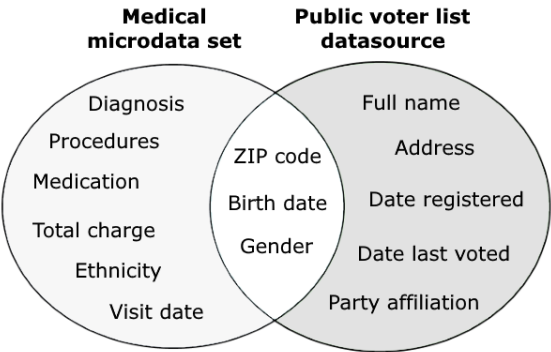 Medical
microdata set
Public voter list
datasource
Diagnosis
Procedures
Medication
Total charge
Ethnicity
Visit date
ZIP code
Birth date
Gender
Full name
Address
Date registered
Date last voted
Party affiliation